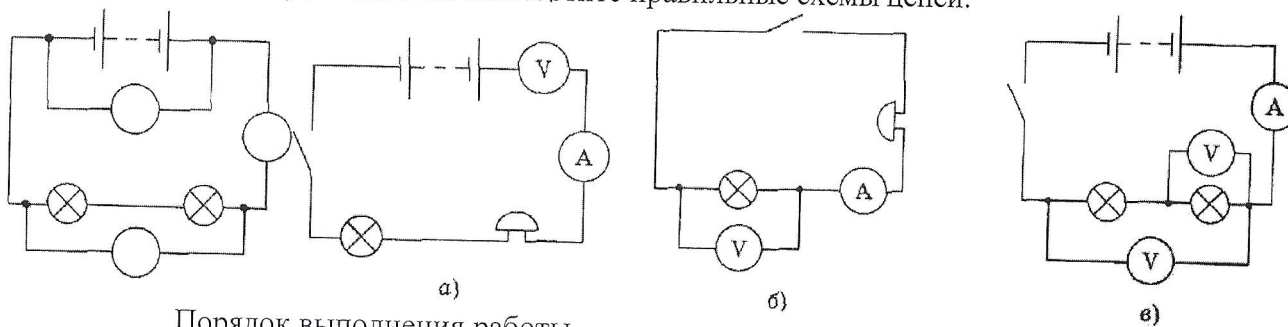 правильные схемы цепей.
V
A
а)
A
V
б)
A
V
V
в)
Порядок выполнения работы